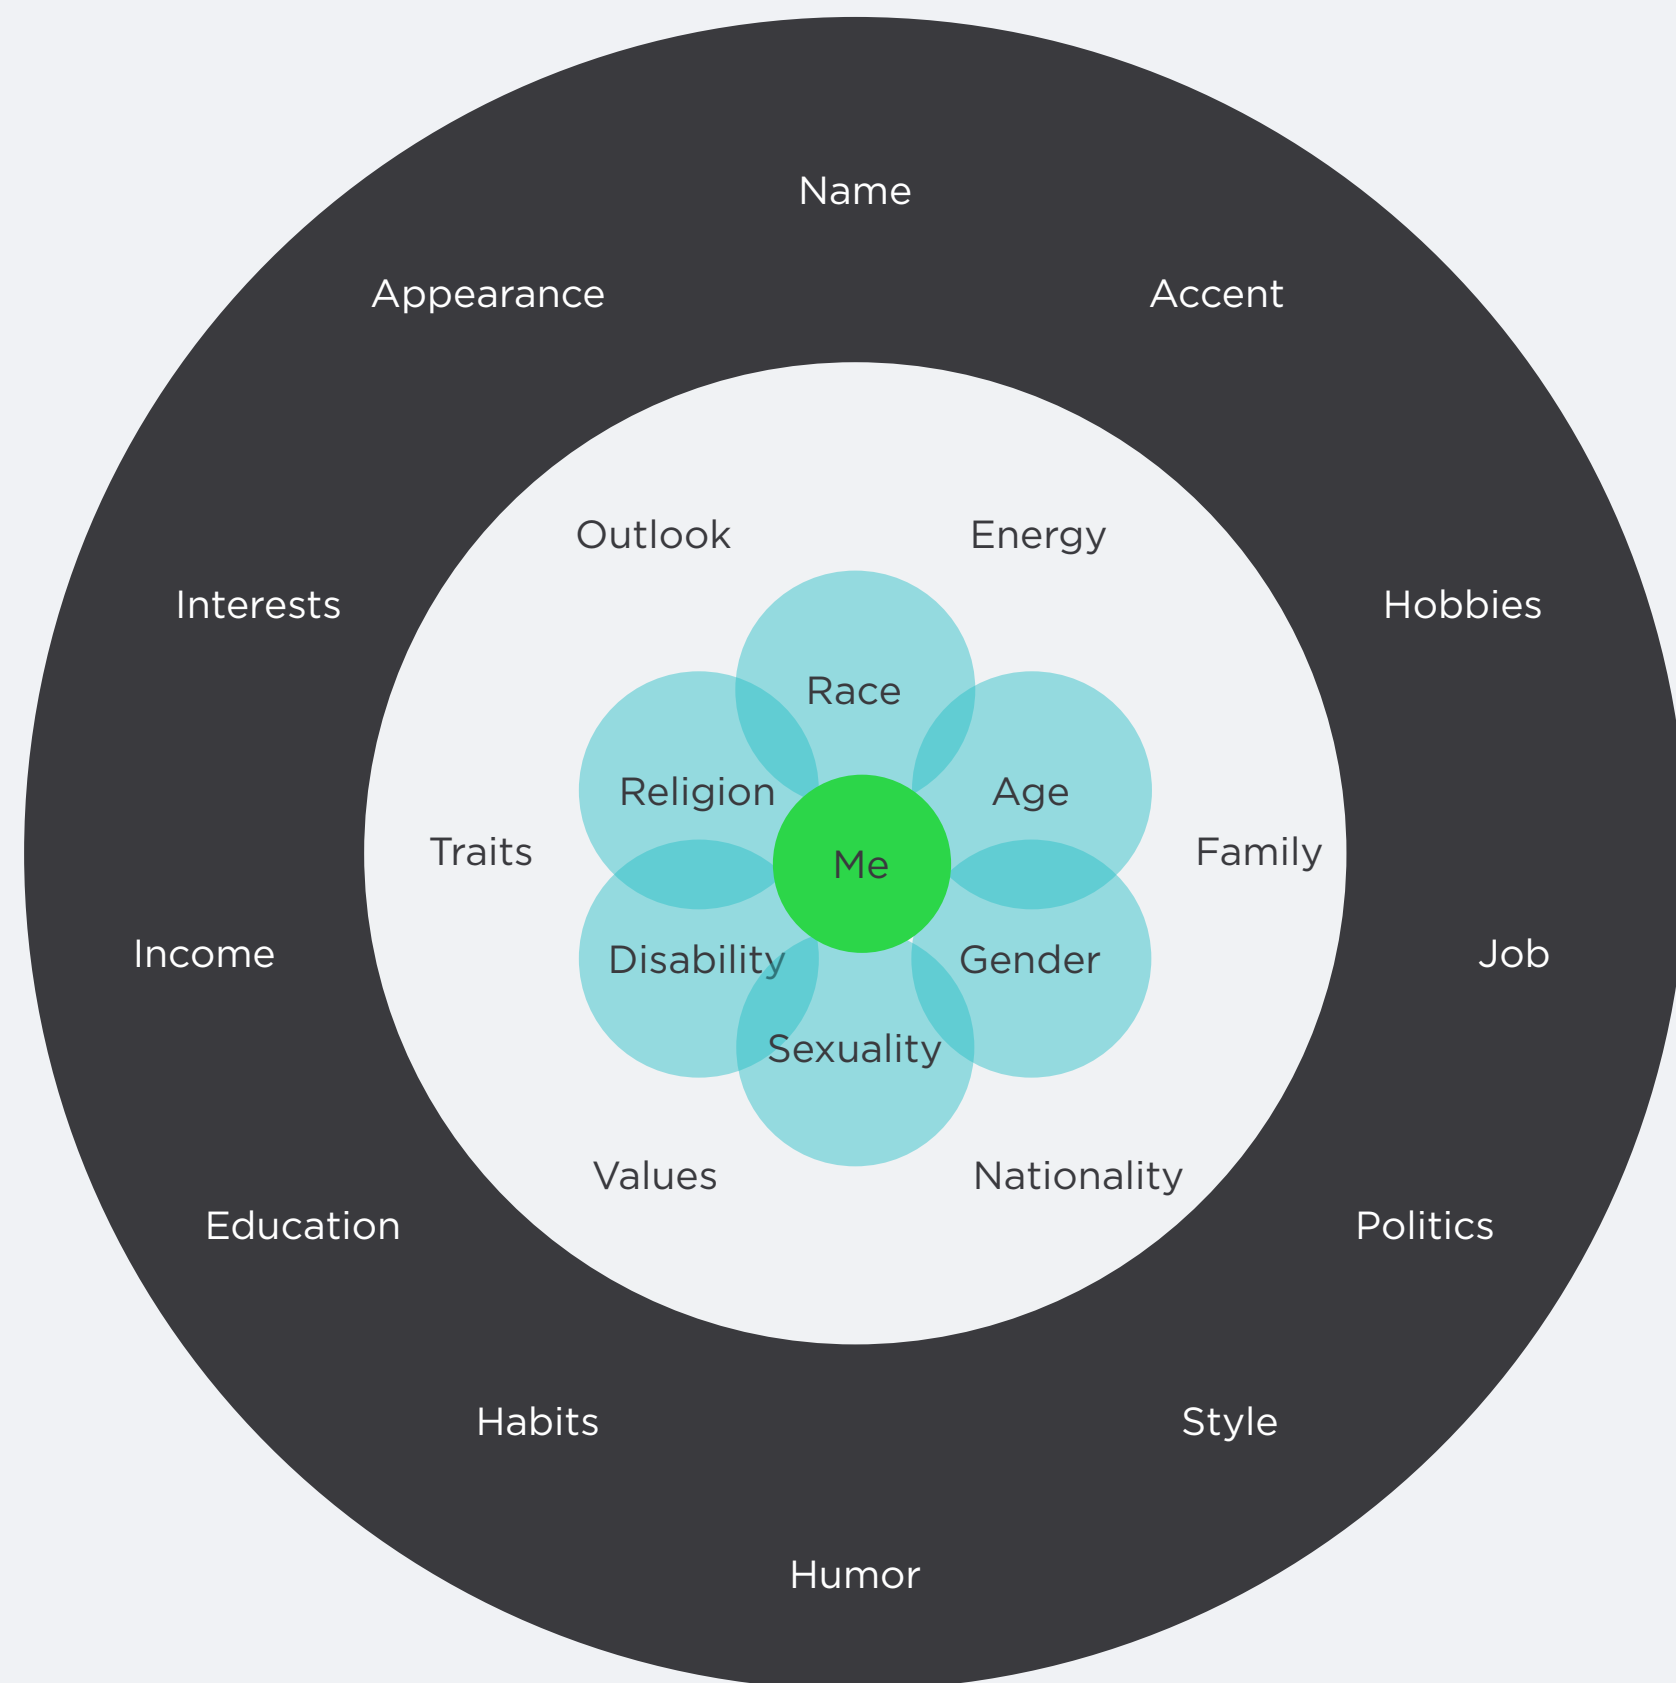 Name
Appearance
Accent
Outlook
Energy
Interests
Hobbies
Race
Religion
Age
Traits
Me
Family
Income
Disability
Gender
Job
Sexuality
Values
Nationality
Education
Politics
Habits
Style
Humor